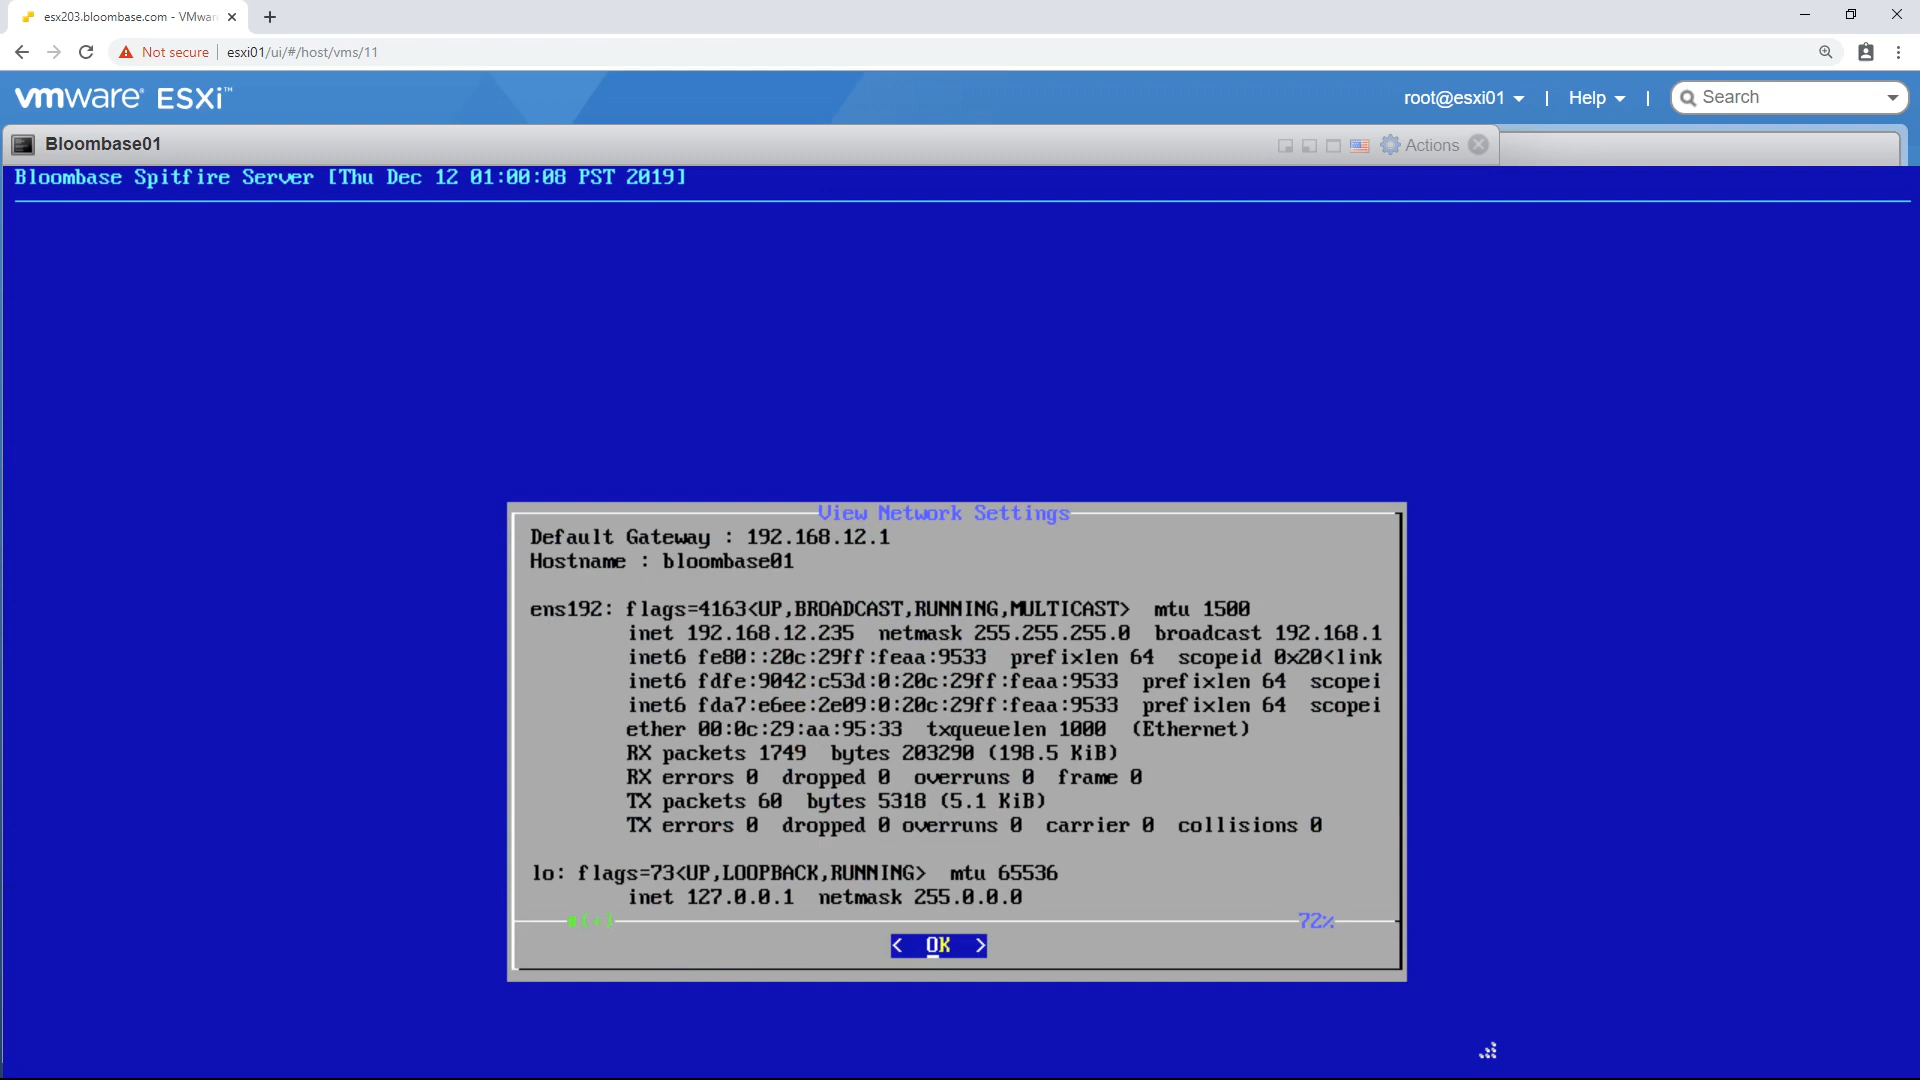 esx203.bloombase.com - VMwar
Not secure
esxi01/ui/#/host/vms/11
vmware® ESXi™
root@esxi01
|
Help
|
Search
Bloombase01
Actions
Bloombase Spitfire Server [Thu Dec 12 01:00:08 PST 2019]
View Network Settings
Default Gateway : 192.168.12.1
Hostname : bloombase01
ens192: flags=4163<UP,BROADCAST,RUNNING,MULTICAST>  mtu 1500
inet 192.168.12.235  netmask 255.255.255.0  broadcast 192.168.1
inet6 fe80::20c:29ff:feaa:9533  prefixlen 64  scopeid 0x20<link
inet6 fdfe:9042:c53d:0:20c:29ff:feaa:9533  prefixlen 64  scopei
inet6 fda7:e6ee:2e09:0:20c:29ff:feaa:9533  prefixlen 64  scopei
ether 00:0c:29:aa:95:33  txqueuelen 1000  (Ethernet)
RX packets 1749  bytes 203290 (198.5 KiB)
RX errors 0  dropped 0  overruns 0  frame 0
TX packets 60  bytes 5318 (5.1 KiB)
TX errors 0  dropped 0 overruns 0  carrier 0  collisions 0
lo: flags=73<UP,LOOPBACK,RUNNING>  mtu 65536
inet 127.0.0.1  netmask 255.0.0.0
72%
<  OK  >